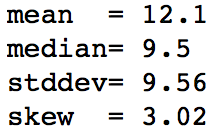 mean  = 12.1
median= 9.5
stddev= 9.56
skew  = 3.02